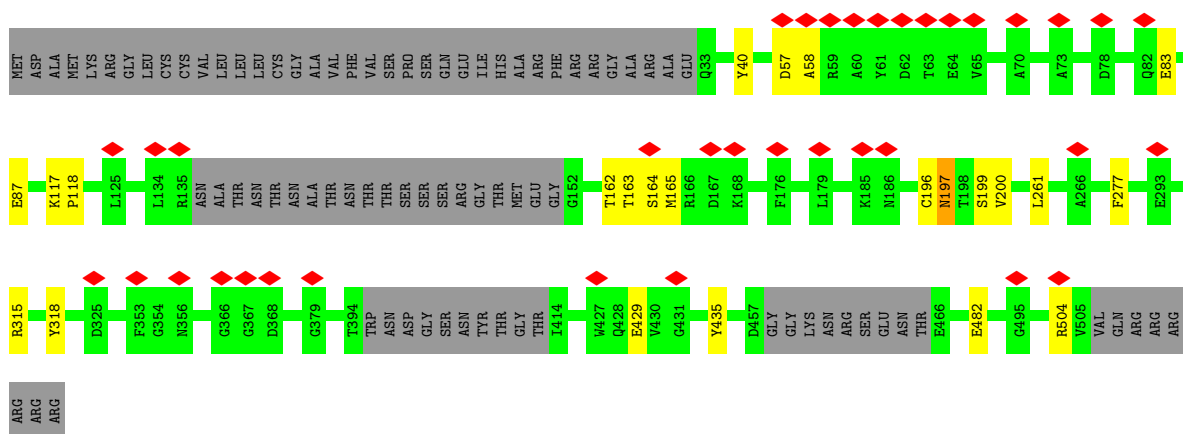 MET ASP ALA MET LYS ARG GLY LEU CYS CYS VAL LEU LEU LEU CYS GLY ALA VAL PHE VAL SER PRO SER GLN GLU ILE HIS ALA ARG PHE ARG ARG GLY ALA ARG ALA GLU Q33 Y40 D57 A58 R59 A60 Y61 D62 T63 E64 V65 A70 A73 D78 Q82 E83
E87 K117 P118 L125 L134 R135 ASN ALA THR ASN THR ASN ALA THR ASN THR THR SER SER SER ARG GLY THR MET GLU GLY G152 T162 T163 S164 M165 R166 D167 K168 F176 L179 K185 N186 C196 N197 T198 S199 V200 L261 A266 F277 E293
R315 Y318 D325 F353 G354 N356 G366 G367 D368 G379 T394 TRP ASN ASP GLY SER ASN TYR THR GLY THR I414 W427 Q428 E429 V430 G431 Y435 D457 GLY GLY LYS ASN ARG SER GLU ASN THR E466 E482 G495 R504 V505 VAL GLN ARG ARG ARG
ARG ARG ARG